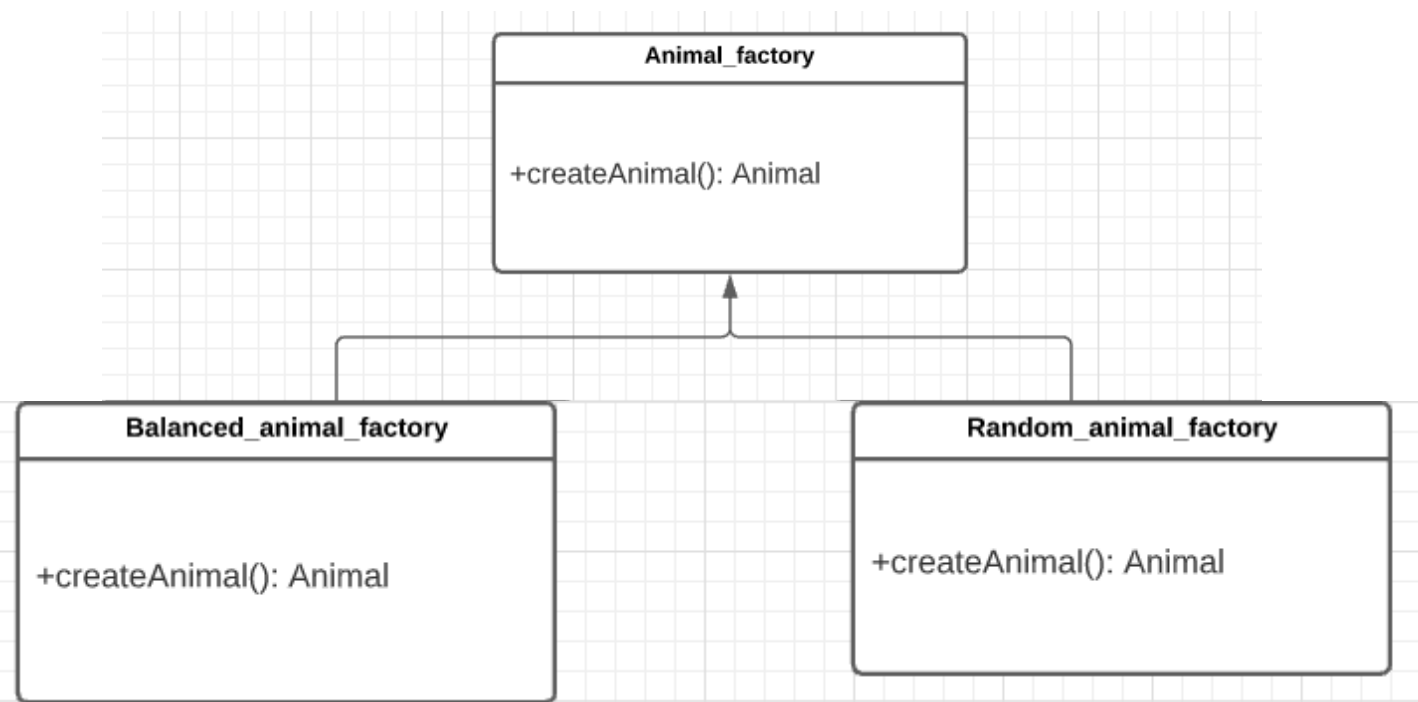 Animal_factory
+createAnimal(): Animal
Balanced_animal_factory
+createAnimal(): Animal
Random_animal_factory
+createAnimal(): Animal